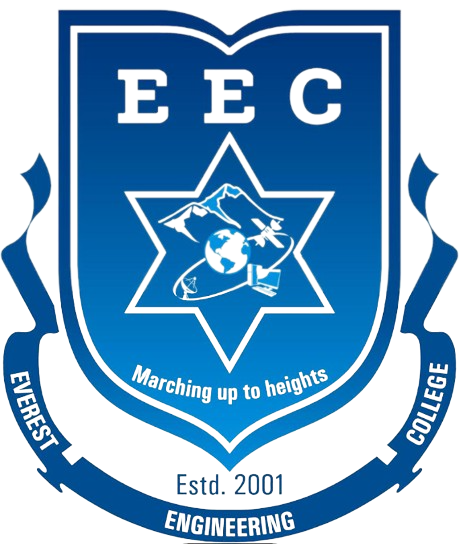 EEC
Marching up to heights
Estd. 2001
EVEREST
ENGINEERING
COLLEGE